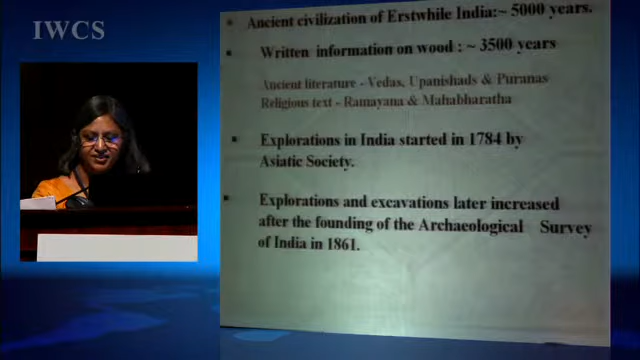 IWCS
Ancient civilization of Erstwhile India:~ 5000 years.
Written information on wood : ~ 3500 years
Ancient literature - Vedas, Upanishads & Puranas
Religious text - Ramayana & Mahabharatha
Explorations in India started in 1784 by
Asiatic Society.
Explorations and excavations later increased
after the founding of the Archaeological Survey
of India in 1861.